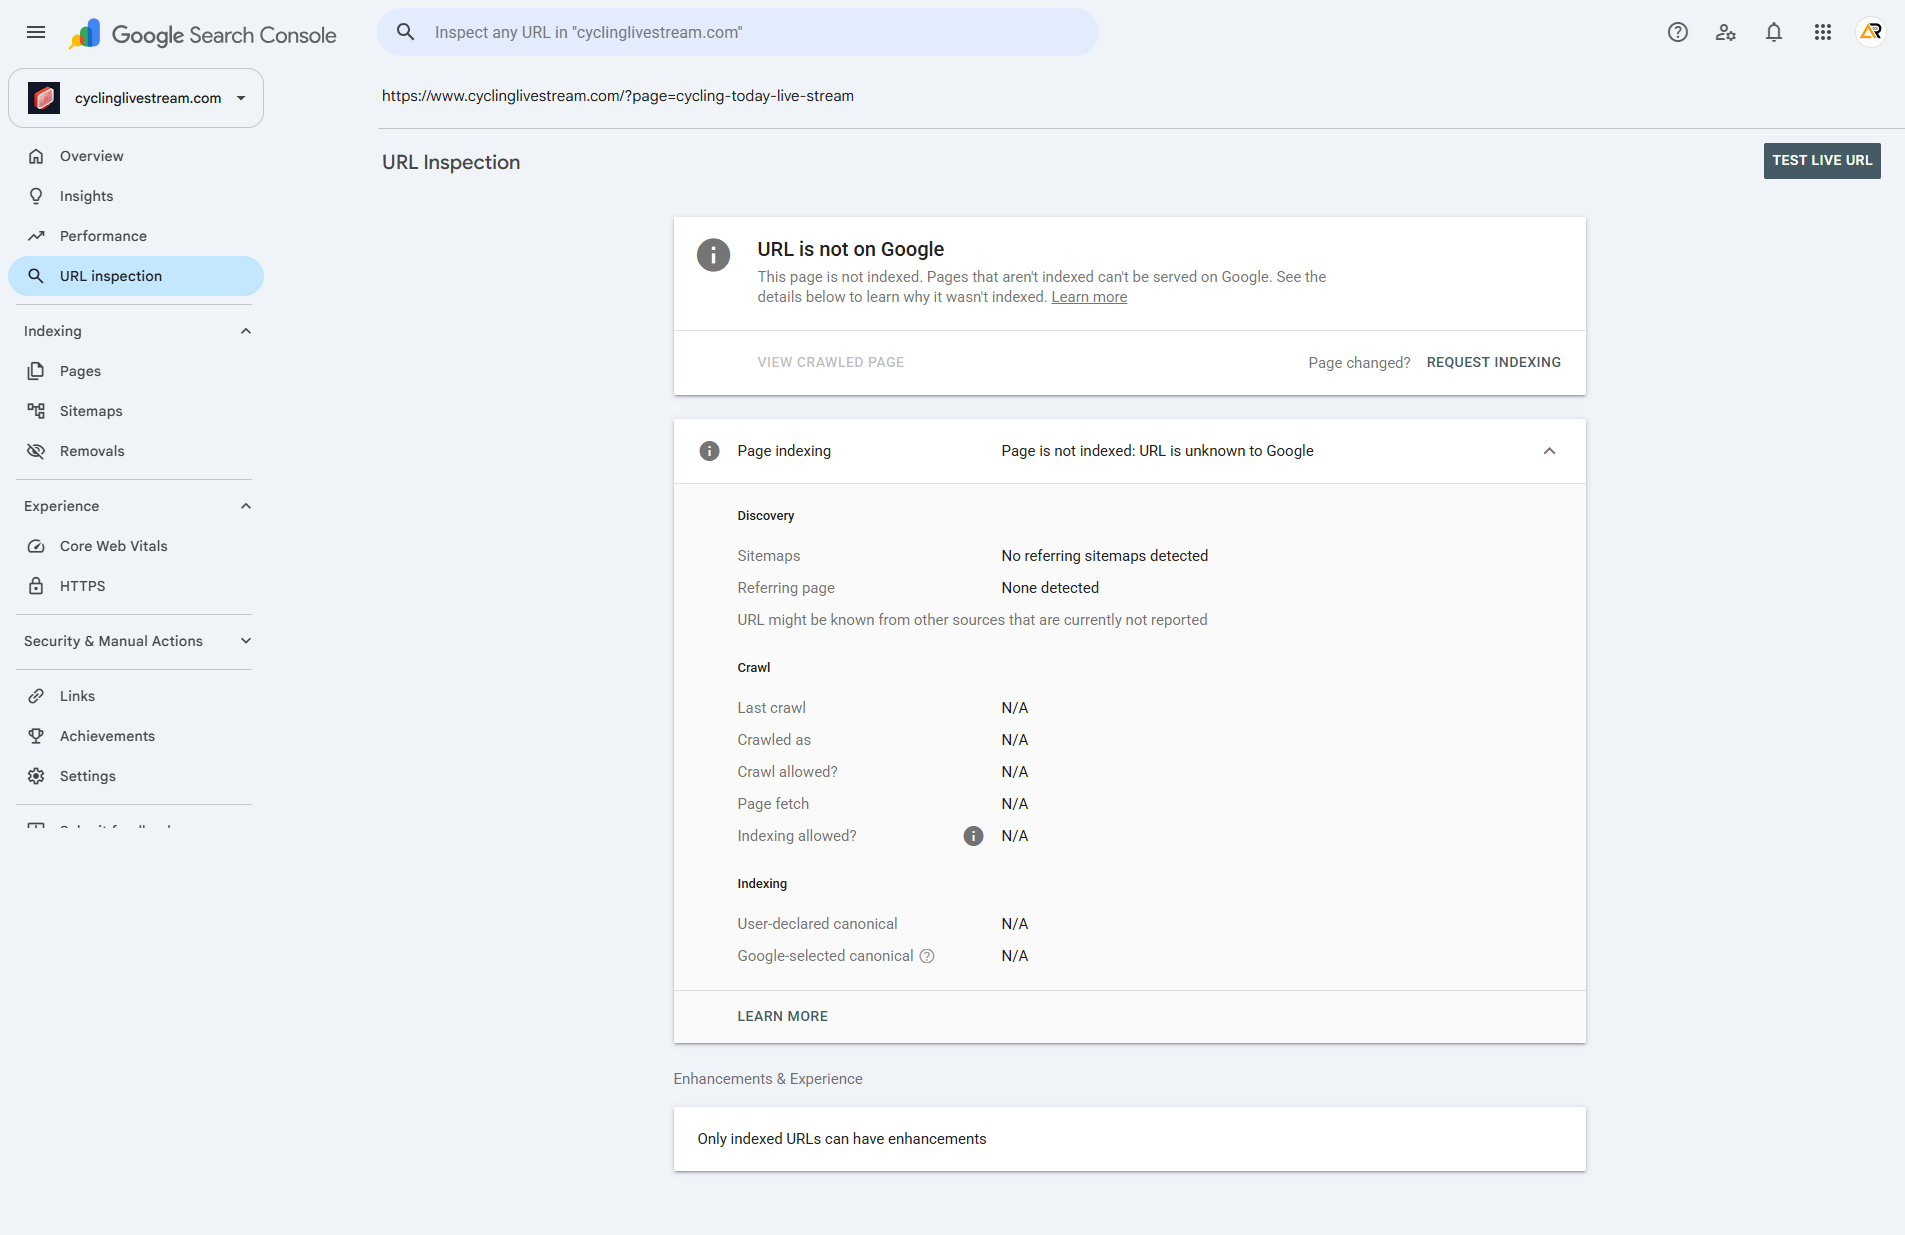 Google Search Console
Inspect any URL in "cyclinglivestream.com"
cyclinglivestream.com
Overview
Insights
Performance
URL inspection
Indexing
Pages
Sitemaps
Removals
Experience
Core Web Vitals
HTTPS
Security & Manual Actions
Links
Achievements
Settings
https://www.cyclinglivestream.com/?page=cycling-today-live-stream
URL Inspection
TEST LIVE URL
URL is not on Google
This page is not indexed. Pages that aren't indexed can't be served on Google. See the
details below to learn why it wasn't indexed. Learn more
VIEW CRAWLED PAGE
Page changed? REQUEST INDEXING
Page indexing
Page is not indexed: URL is unknown to Google
Discovery
Sitemaps No referring sitemaps detected
Referring page None detected
URL might be known from other sources that are currently not reported
Crawl
Last crawl N/A
Crawled as N/A
Crawl allowed? N/A
Page fetch N/A
Indexing allowed? N/A
Indexing
User-declared canonical N/A
Google-selected canonical N/A
LEARN MORE
Enhancements & Experience
Only indexed URLs can have enhancements